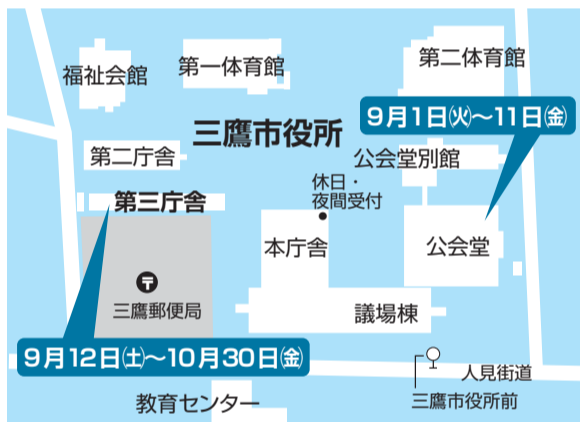 福祉会館
第一体育館
第二体育館
9月1日㈫～11日㈮
三鷹市役所
第二庁舎
公会堂別館
休日・
夜間受付
第三庁舎
本庁舎
公会堂
〒
三鷹郵便局
議場棟
9月12日㈯～10月30日㈮
人見街道
教育センター
三鷹市役所前